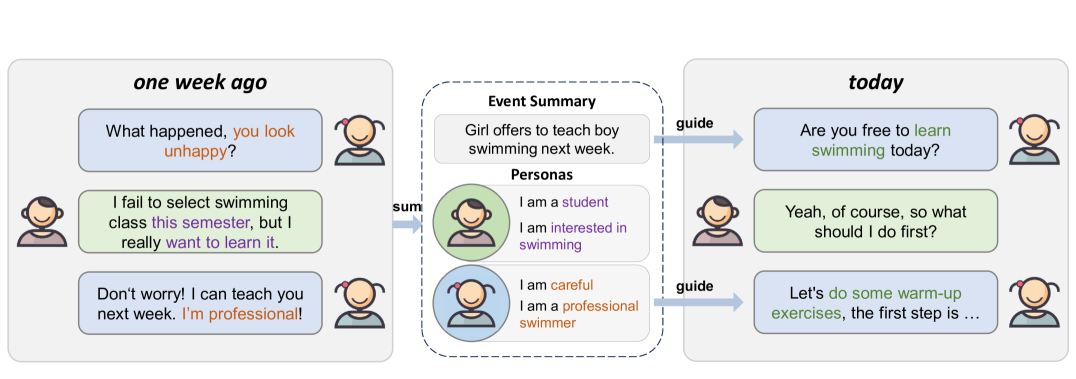 one week ago
What happened, you look
unhappy?
I fail to select swimming
class this semester, but I
really want to learn it.
Don't worry! I can teach you
next week. I'm professional!
sum
Event Summary
Girl offers to teach boy
swimming next week.
Personas
I am a student
I am interested in
swimming
I am careful
I am a professional
swimmer
guide
guide
today
Are you free to learn
swimming today?
Yeah, of course, so what
should I do first?
Let's do some warm-up
exercises, the first step is …